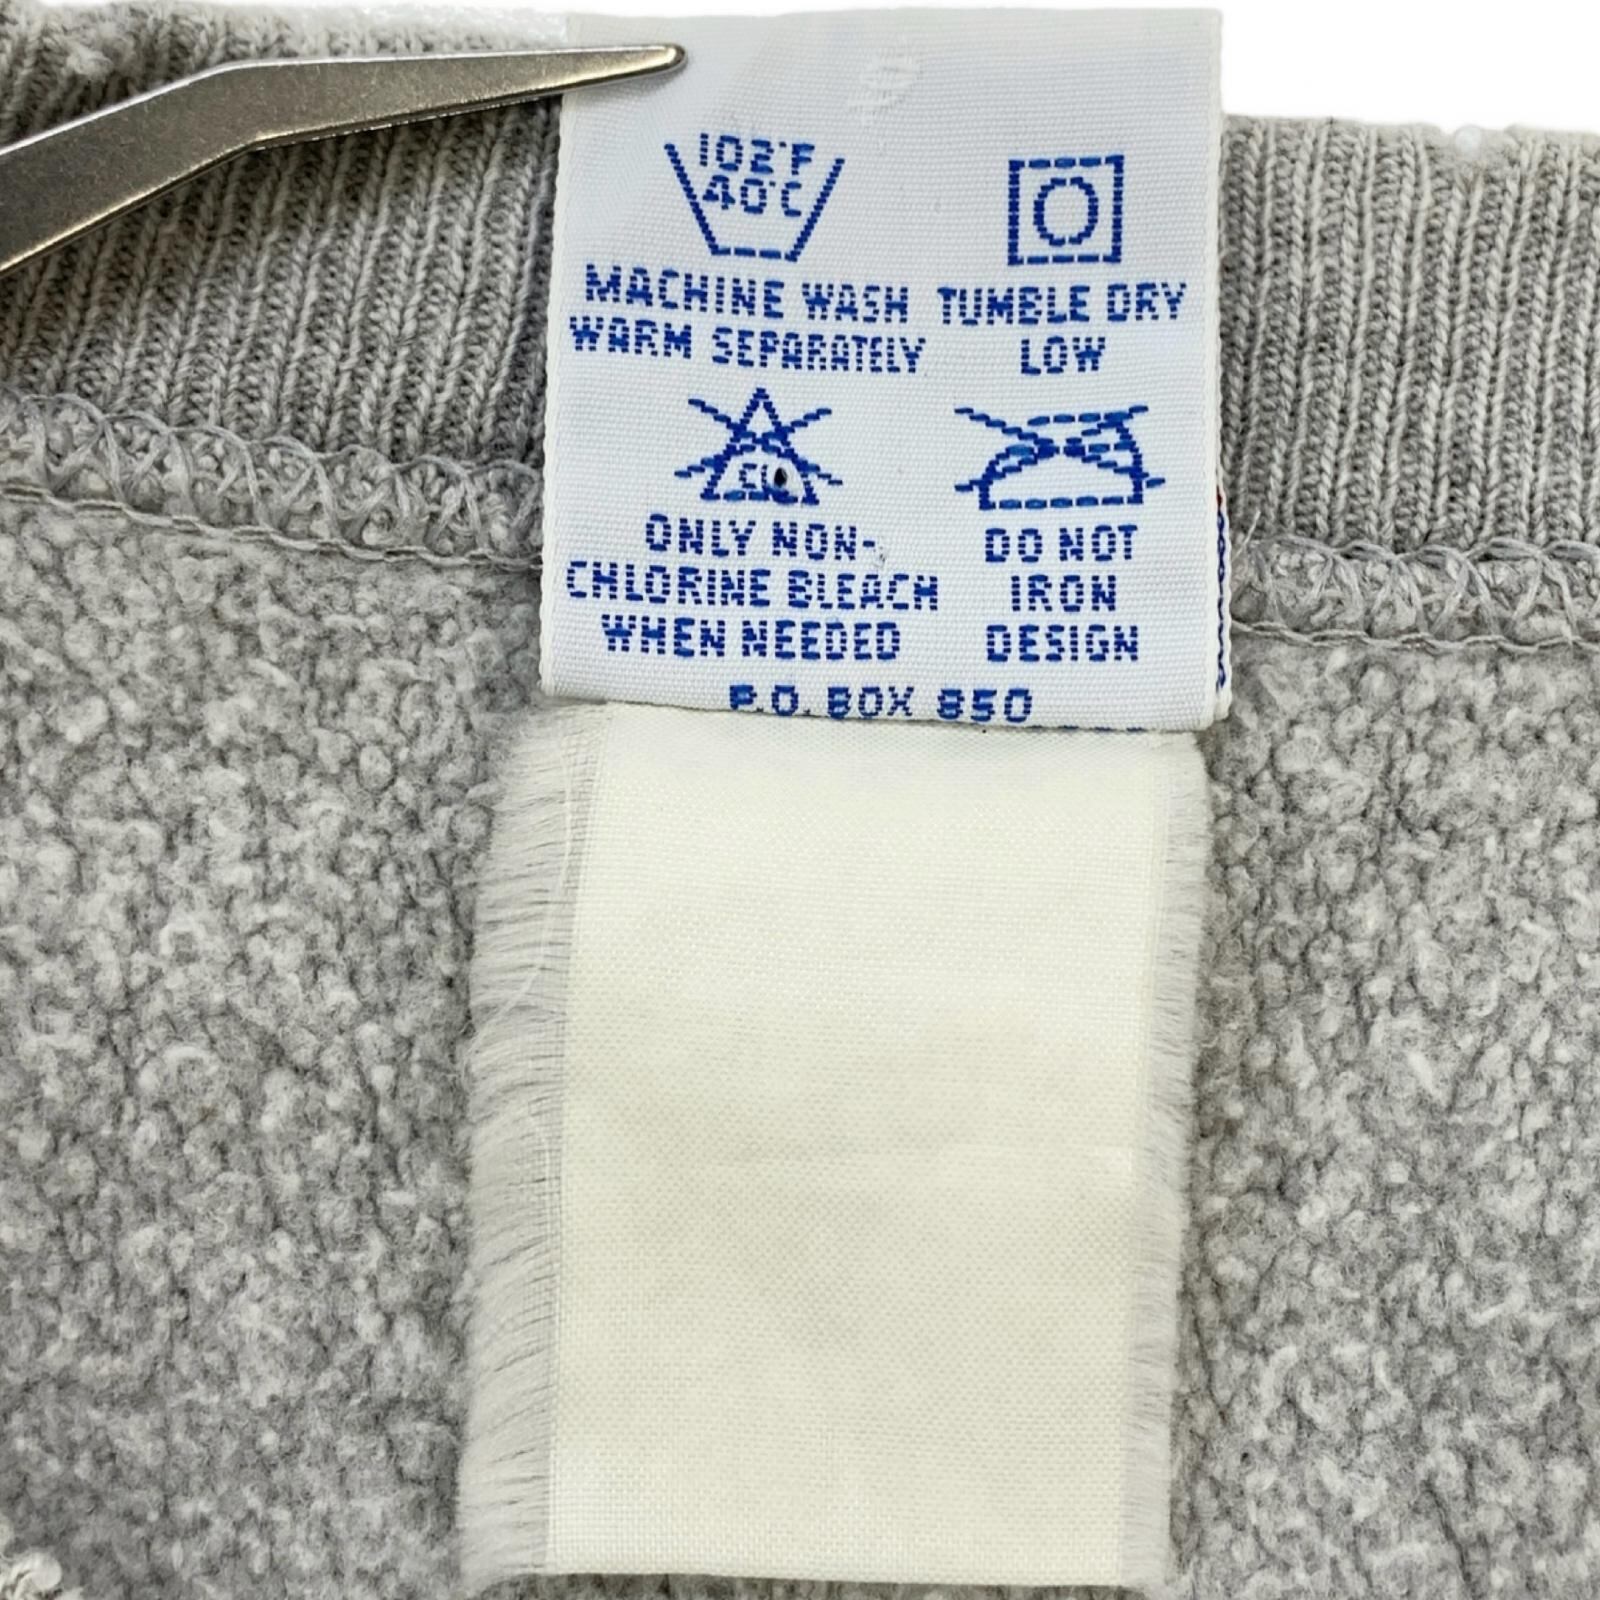 102°F
40°C
MACHINE WASH
WARM SEPARATELY
TUMBLE DRY
LOW
CL
ONLY NON-
CHLORINE BLEACH
WHEN NEEDED
DO NOT
IRON
DESIGN
P.O. BOX 850